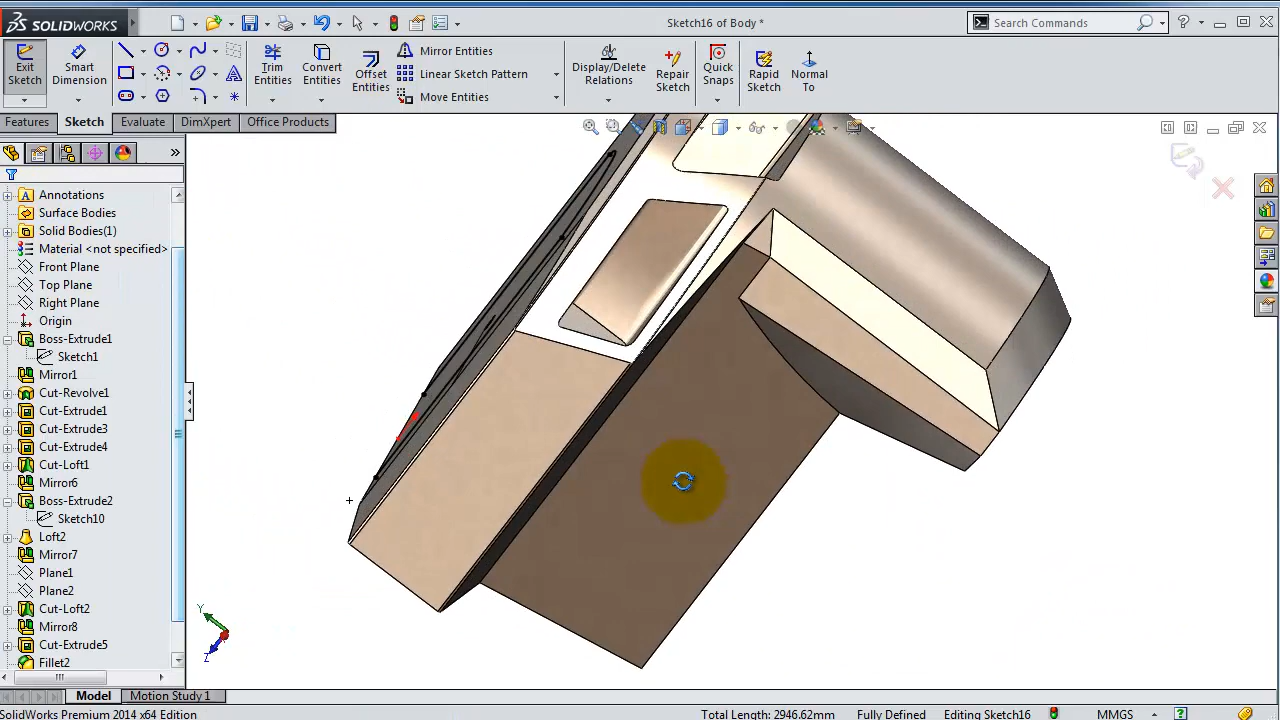 SOLIDWORKS
Sketch16 of Body *
Search Commands
Exit Sketch
Smart Dimension
Trim Entities
Convert Entities
Offset Entities
Mirror Entities
Linear Sketch Pattern
Move Entities
Display/Delete Relations
Repair Sketch
Quick Snaps
Rapid Sketch
Normal To
Features
Sketch
Evaluate
DimXpert
Office Products
Annotations
Surface Bodies
Solid Bodies(1)
Material <not specified>
Front Plane
Top Plane
Right Plane
Origin
Boss-Extrude1
Sketch1
Mirror1
Cut-Revolve1
Cut-Extrude1
Cut-Extrude3
Cut-Extrude4
Cut-Loft1
Mirror6
Boss-Extrude2
Sketch10
Loft2
Mirror7
Plane1
Plane2
Cut-Loft2
Mirror8
Cut-Extrude5
Fillet2
Y
Z
Model
Motion Study 1
SolidWorks Premium 2014 x64 Edition
Total Length: 2946.62mm
Fully Defined
Editing Sketch16
MMGS